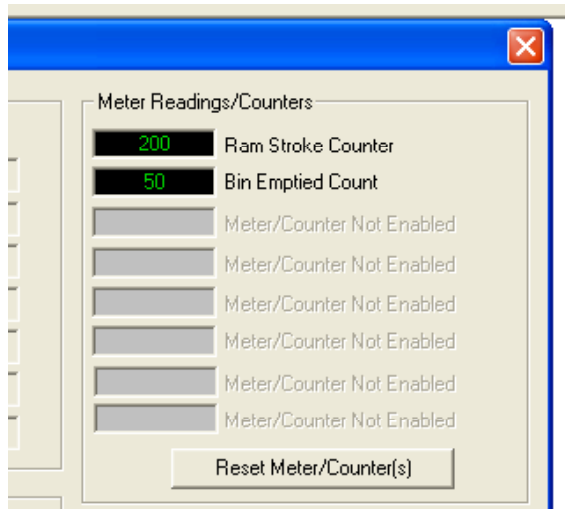 Meter Readings/Counters
200 Ram Stroke Counter
50 Bin Emptied Count
Meter/Counter Not Enabled
Meter/Counter Not Enabled
Meter/Counter Not Enabled
Meter/Counter Not Enabled
Meter/Counter Not Enabled
Meter/Counter Not Enabled
Reset Meter/Counter(s)